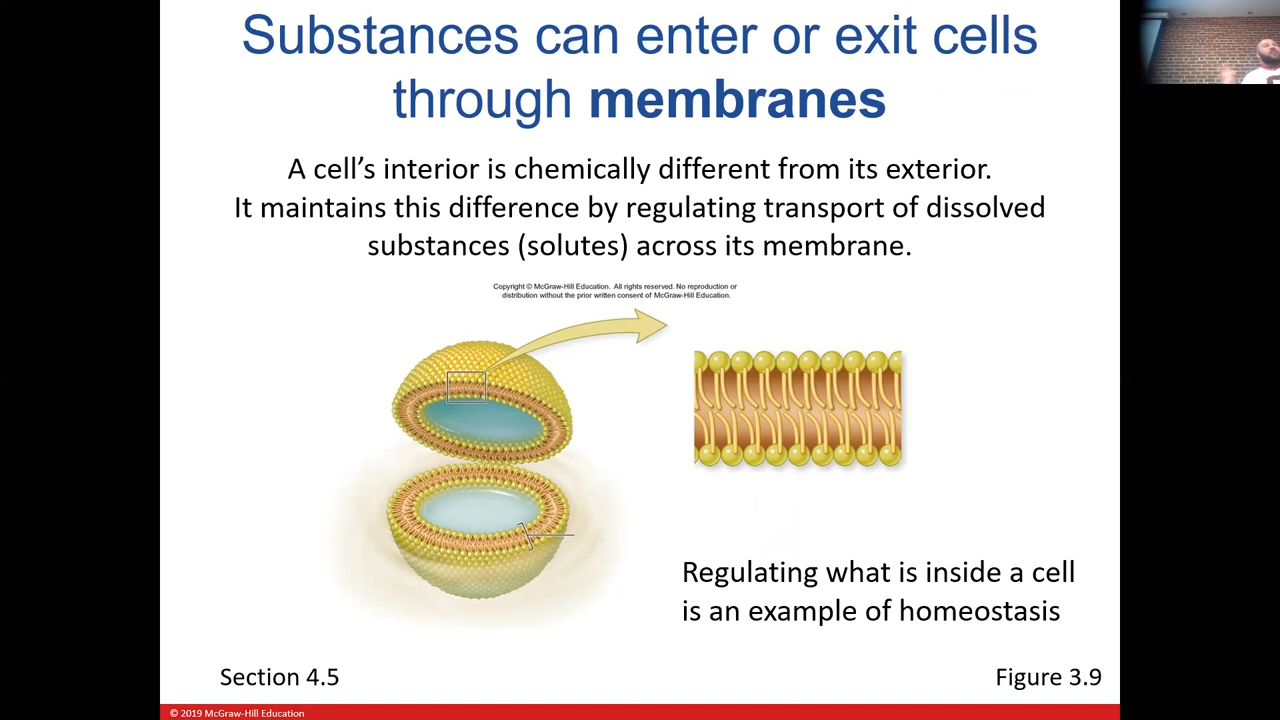 Substances can enter or exit cells
through membranes
A cell’s interior is chemically different from its exterior.
It maintains this difference by regulating transport of dissolved
substances (solutes) across its membrane.
Copyright © McGraw-Hill Education. All rights reserved. No reproduction or
distribution without the prior written consent of McGraw-Hill Education.
Regulating what is inside a cell
is an example of homeostasis
Section 4.5
Figure 3.9
© 2019 McGraw-Hill Education